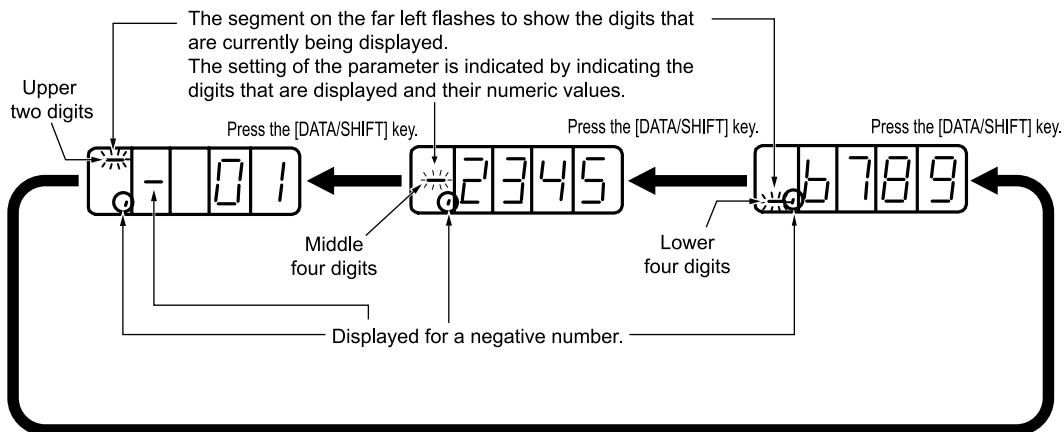 The segment on the far left flashes to show the digits that
are currently being displayed.
The setting of the parameter is indicated by indicating the
digits that are displayed and their numeric values.
Upper
two digits
Press the [DATA/SHIFT] key.
Press the [DATA/SHIFT] key.
Press the [DATA/SHIFT] key.
- 01
2345
6789
Middle
four digits
Lower
four digits
Displayed for a negative number.